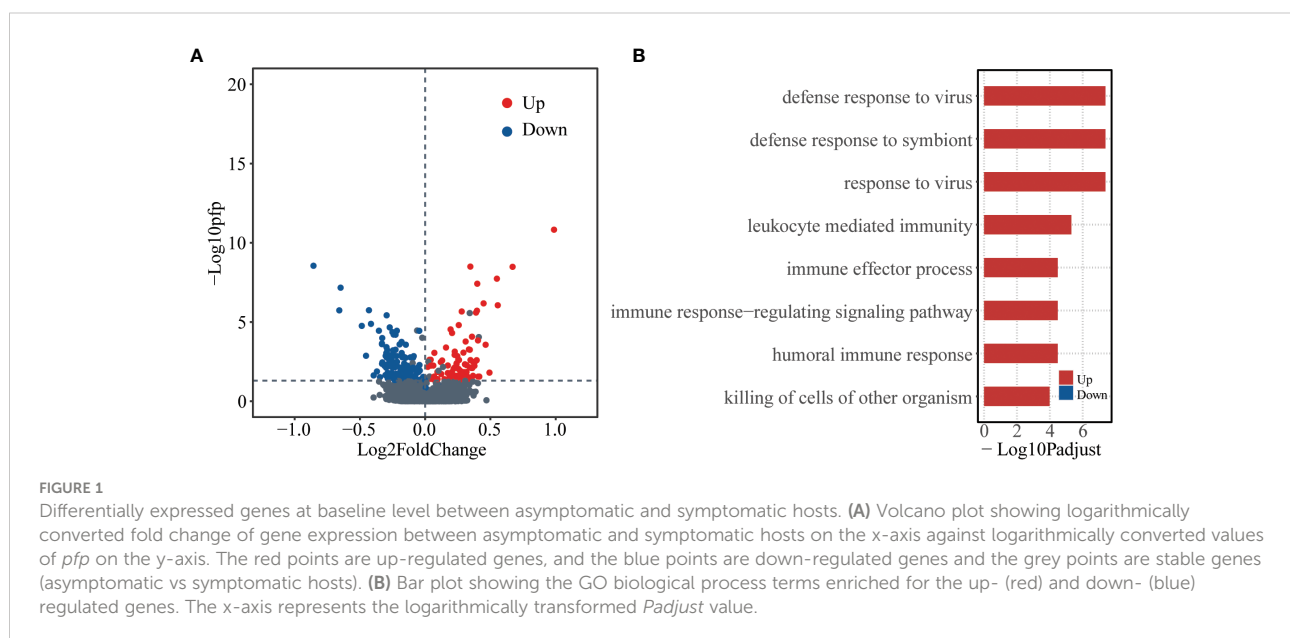 A
B
20
15
10
5
0
−Log10pfp
Up
Down
−1.0
−0.5
0.0
0.5
1.0
Log2FoldChange
defense response to virus
defense response to symbiont
response to virus
leukocyte mediated immunity
immune effector process
immune response−regulating signaling pathway
humoral immune response
killing of cells of other organism
Up
Down
0
2
4
6
− Log10Padjust
FIGURE 1
Differentially expressed genes at baseline level between asymptomatic and symptomatic hosts. (A) Volcano plot showing logarithmically
converted fold change of gene expression between asymptomatic and symptomatic hosts on the x-axis against logarithmically converted values
of pfp on the y-axis. The red points are up-regulated genes, and the blue points are down-regulated genes and the grey points are stable genes
(asymptomatic vs symptomatic hosts). (B) Bar plot showing the GO biological process terms enriched for the up- (red) and down- (blue)
regulated genes. The x-axis represents the logarithmically transformed Padjust value.